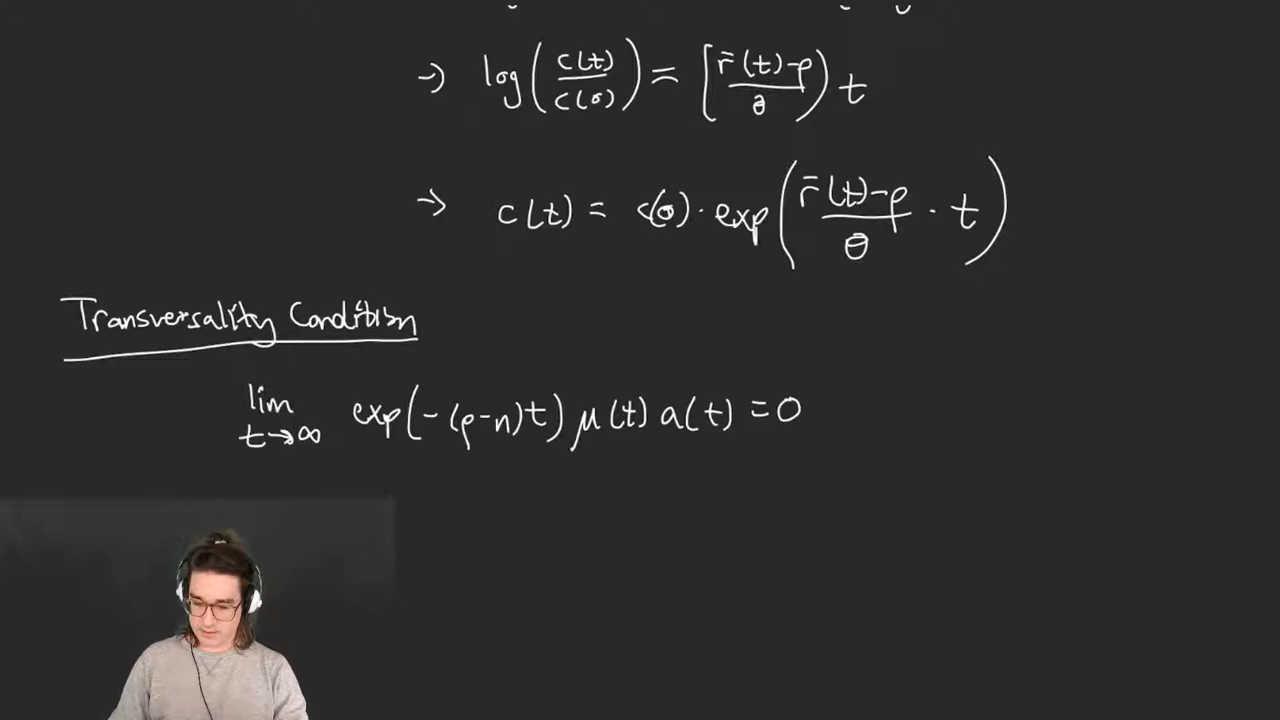 → log(c(t)/c(0)) = [r̄(t)-ρ/θ) t
→ c(t) = c(0) · exp(r̄(t)-ρ/θ · t)
Transversality Condition
lim t→∞ exp(-(ρ-n)t) μ(t) a(t) = 0